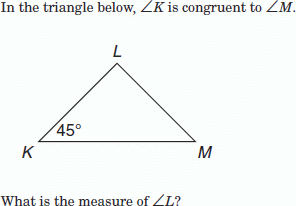 In the triangle below, ∠K is congruent to ∠M.
L
45°
K M
What is the measure of ∠L?